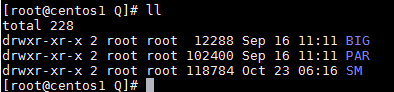 [root@centos1 Q]# ll
total 228
drwxr-xr-x 2 root root  12288 Sep 16 11:11 BIG
drwxr-xr-x 2 root root 102400 Sep 16 11:11 PAR
drwxr-xr-x 2 root root 118784 Oct 23 06:16 SM
[root@centos1 Q]#